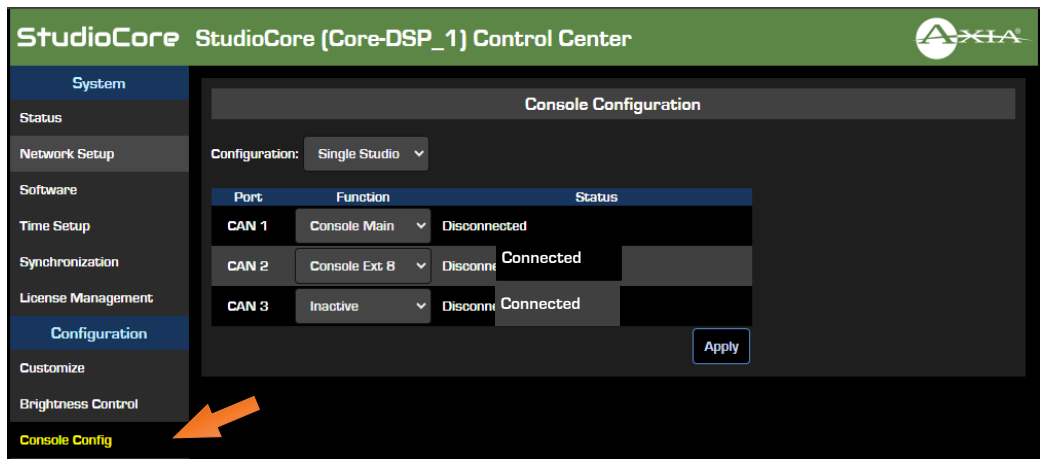 StudioCore StudioCore (Core-DSP_1) Control Center AXIA
System
Status
Network Setup
Software
Time Setup
Synchronization
License Management
Configuration
Customize
Brightness Control
Console Config
Console Configuration
Configuration: Single Studio
Port Function Status
CAN 1 Console Main Disconnected
CAN 2 Console Ext 8 Disconne Connected
CAN 3 Inactive Disconne Connected
Apply